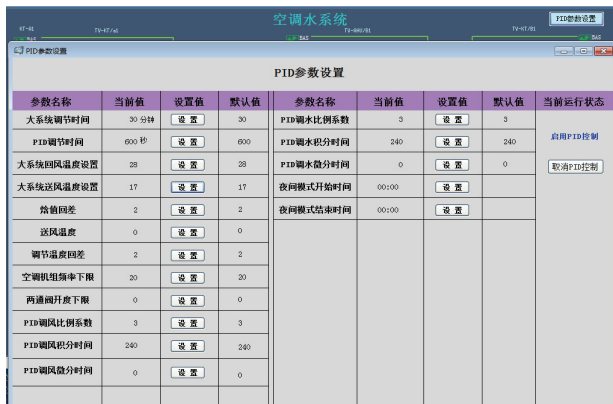 空调水系统
PID参数设置
KT-A1
TV-KT/a1
TV-KT/B1
BAS
BAS
PID参数设置
PID参数设置
参数名称 当前值 设置值 默认值 参数名称 当前值 设置值 默认值 当前运行状态
大系统调节时间 30 分钟 设 置 30 PID调水比例系数 3 设 置 3
PID调节时间 600 秒 设 置 600 PID调水积分时间 240 设 置 240 启用PID控制
大系统回风温度设置 28 设 置 28 PID调水微分时间 0 设 置 0 取消PID控制
大系统送风温度设置 17 设 置 17 夜间模式开始时间 00:00 设 置
焓值回差 2 设 置 2 夜间模式结束时间 00:00 设 置
送风温度 0 设 置 0
调节温度回差 2 设 置 2
空调机组频率下限 20 设 置 20
两通阀开度下限 0 设 置 0
PID调风比例系数 3 设 置 3
PID调风积分时间 240 设 置 240
PID调风微分时间 0 设 置 0